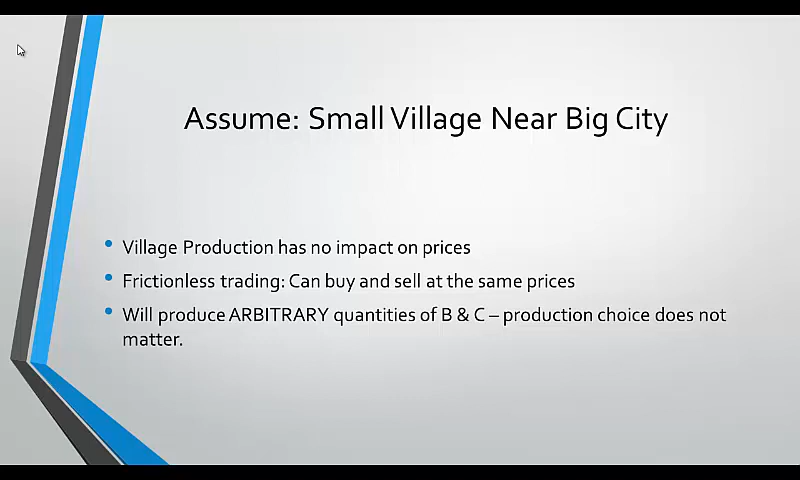 Assume: Small Village Near Big City
• Village Production has no impact on prices
• Frictionless trading: Can buy and sell at the same prices
• Will produce ARBITRARY quantities of B & C – production choice does not
matter.